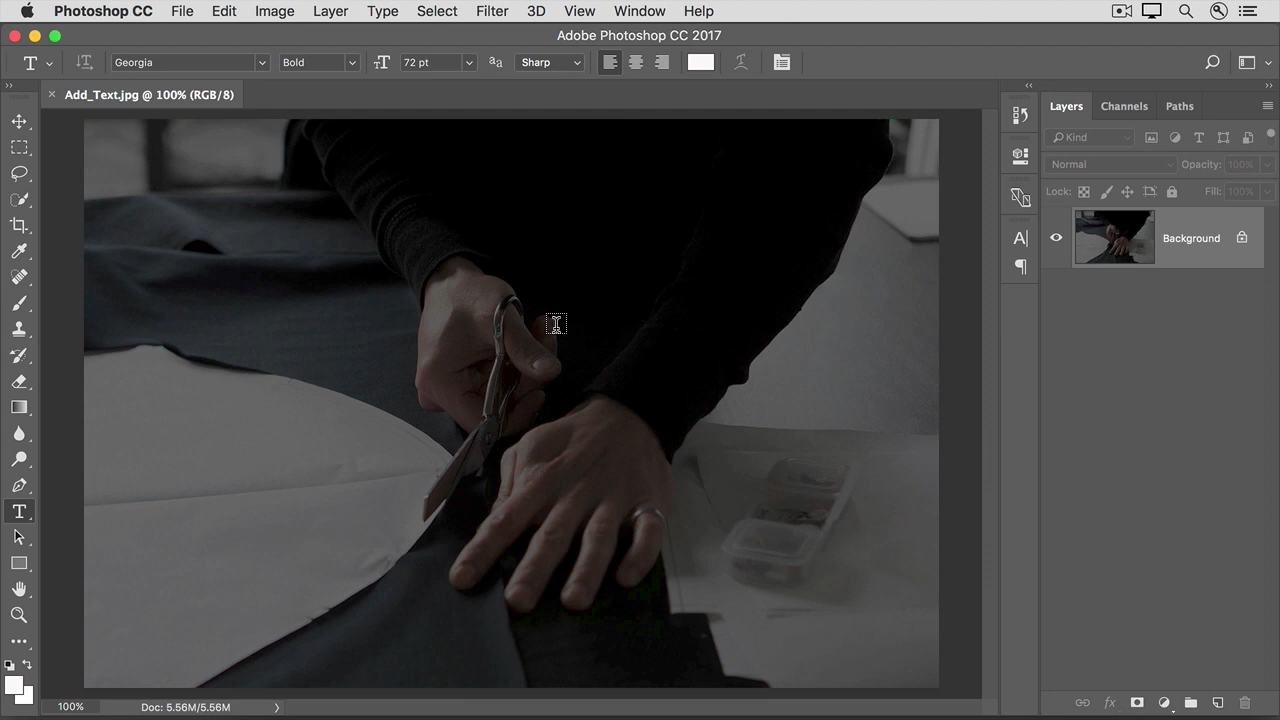 Photoshop CC File Edit Image Layer Type Select Filter 3D View Window Help
Adobe Photoshop CC 2017
Georgia Bold 72 pt Sharp
Add_Text.jpg @ 100% (RGB/8)
Layers Channels Paths
Kind
Normal Opacity: 100%
Lock: Fill: 100%
Background
100% Doc: 5.56M/5.56M